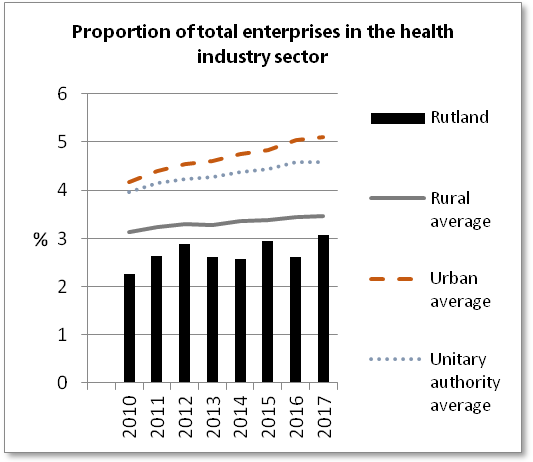 Proportion of total enterprises in the health
industry sector
6
5
4
3
2
1
0
%
2010
2011
2012
2013
2014
2015
2016
2017
Rutland
Rural
average
Urban
average
Unitary
authority
average